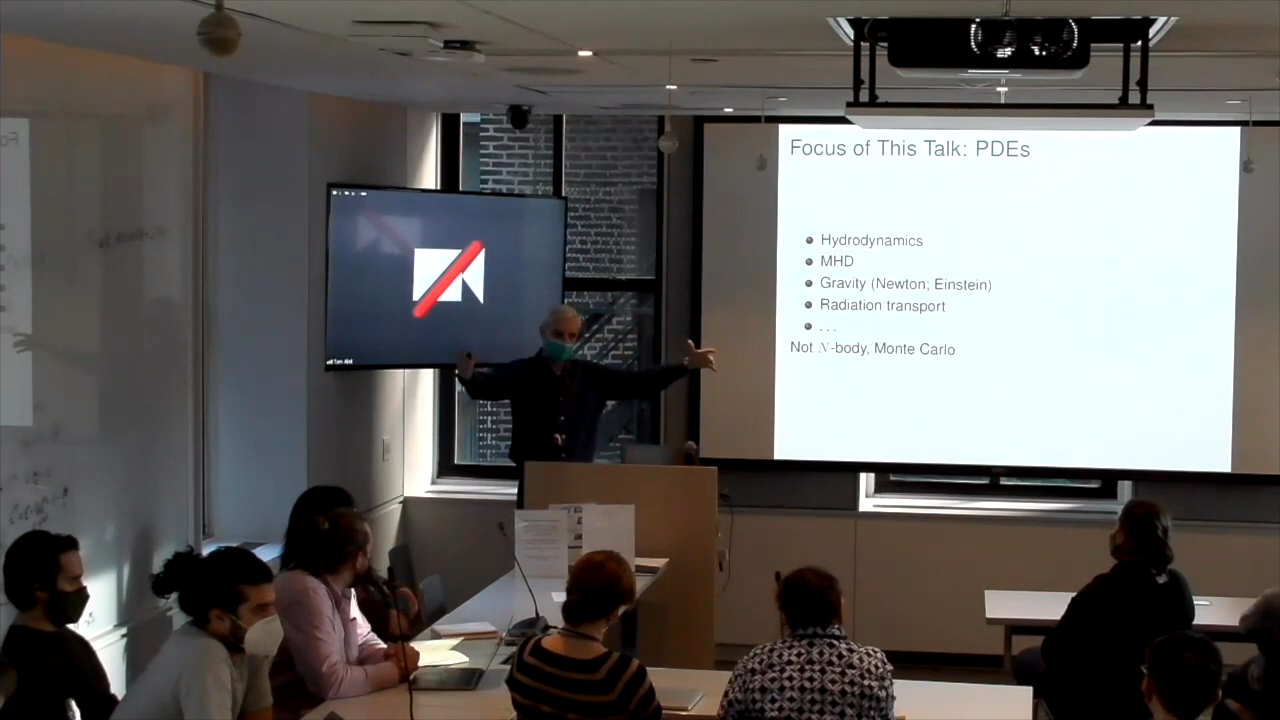 Focus of This Talk: PDEs
Hydrodynamics
MHD
Gravity (Newton; Einstein)
Radiation transport
...
Not N-body, Monte Carlo